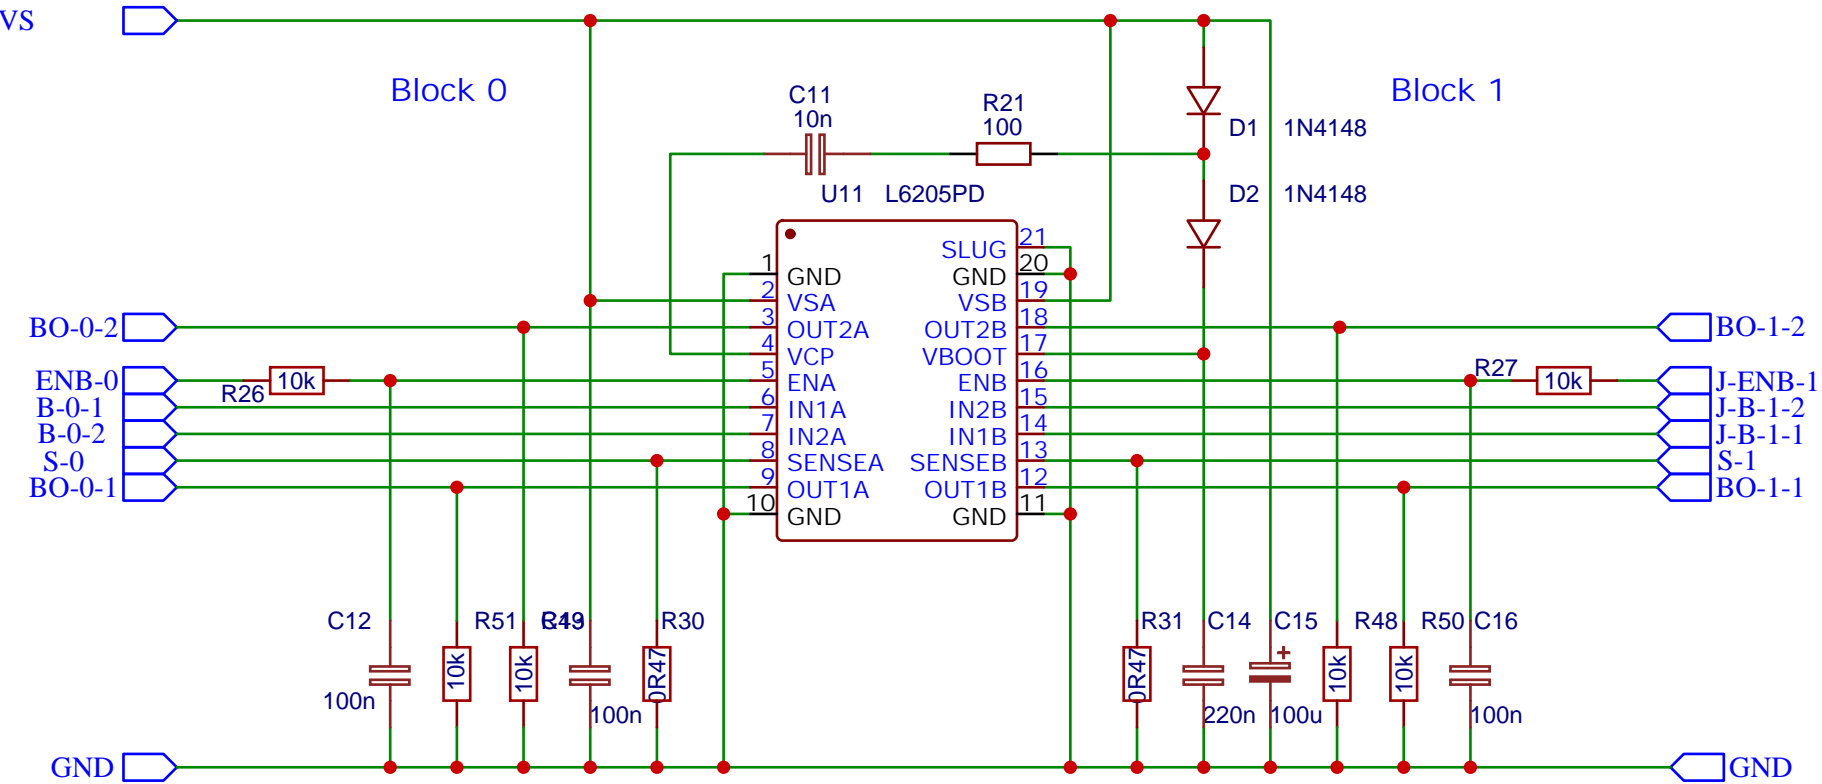 VS
Block 0
Block 1
C11
10n
R21
100
D1 1N4148
U11 L6205PD
D2 1N4148
SLUG 21
1 GND
GND 20
2 VSA
VSB 19
BO-0-2
3 OUT2A
OUT2B 18
BO-1-2
4 VCP
VBOOT 17
ENB-0
R26
10k
5 ENA
ENB 16
R27
10k
J-ENB-1
B-0-1
6 IN1A
IN2B 15
J-B-1-2
B-0-2
7 IN2A
IN1B 14
J-B-1-1
S-0
8 SENSEA
SENSEB 13
S-1
BO-0-1
9 OUT1A
OUT1B 12
BO-1-1
10 GND
GND 11
C12
R51
R49
C13
R30
R31
C14
C15
R48
R50
C16
+
10k
10k
0R47
0R47
10k
10k
100n
100n
220n
100u
100n
GND
GND